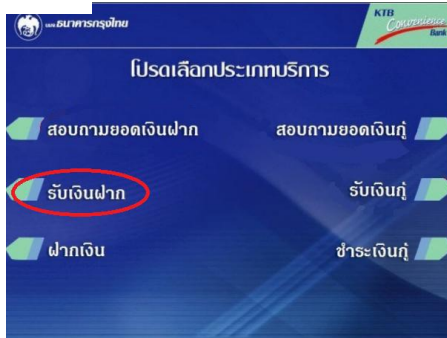 ธนาคารกรุงไทย
KTB
Convenience
Bank
โปรดเลือกประเภทบริการ
สอบถามยอดเงินฝาก สอบถามยอดเงินกู้
รับเงินฝาก รับเงินกู้
ฝากเงิน ชำระเงินกู้